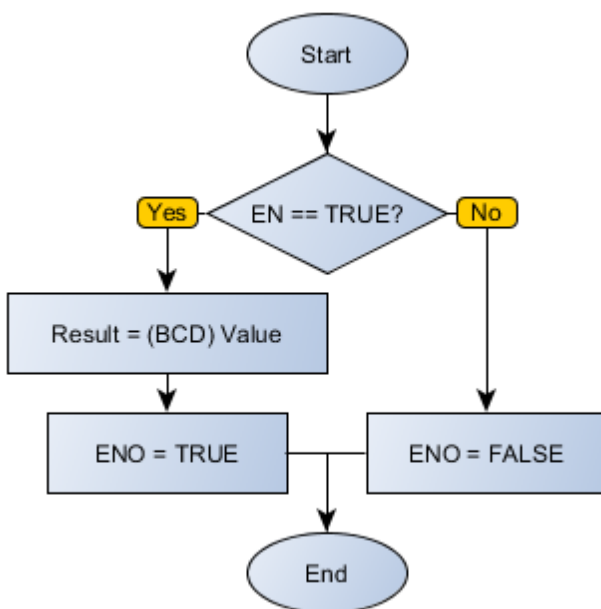 Start
EN == TRUE?
Yes
No
Result = (BCD) Value
ENO = TRUE
ENO = FALSE
End